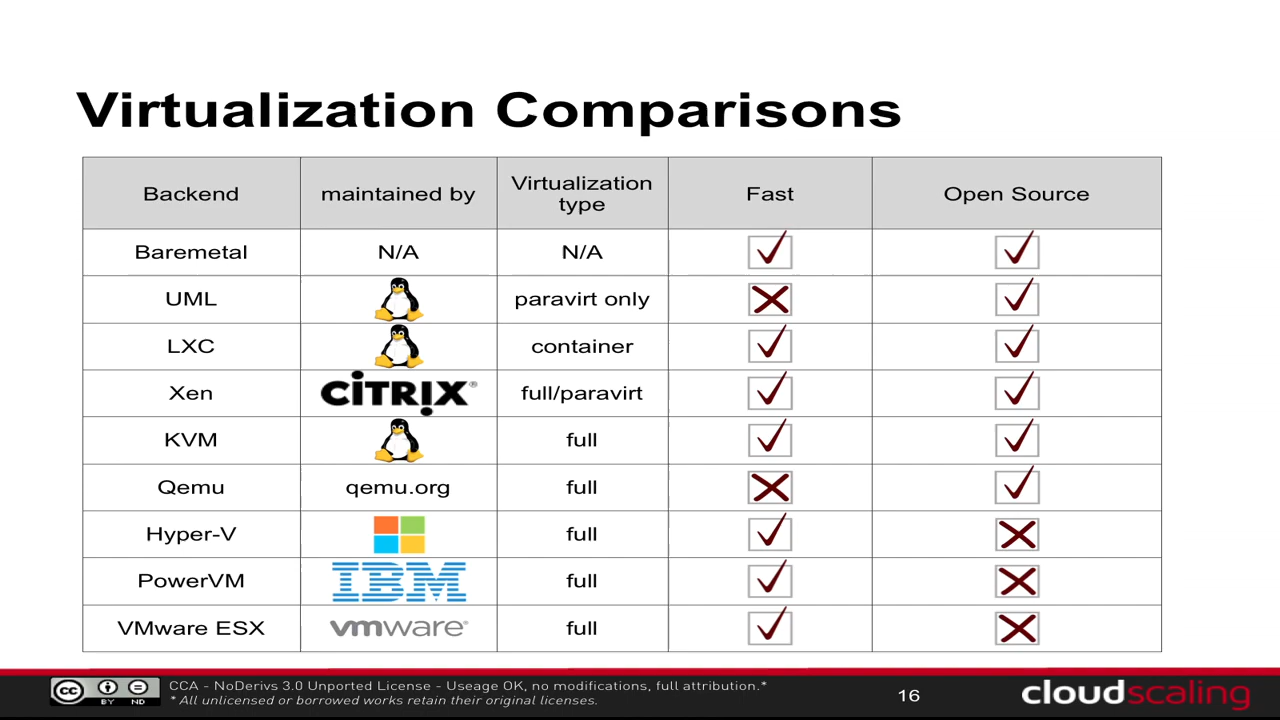 Virtualization Comparisons
Backend maintained by Virtualization type Fast Open Source
Baremetal N/A N/A
UML paravirt only
LXC container
Xen CiTRIX® full/paravirt
KVM full
Qemu qemu.org full
Hyper-V full
PowerVM IBM full
VMware ESX vmware® full
cc BY ND
CCA - NoDerivs 3.0 Unported License - Useage OK, no modifications, full attribution.*
* All unlicensed or borrowed works retain their original licenses.
16
cloudscaling